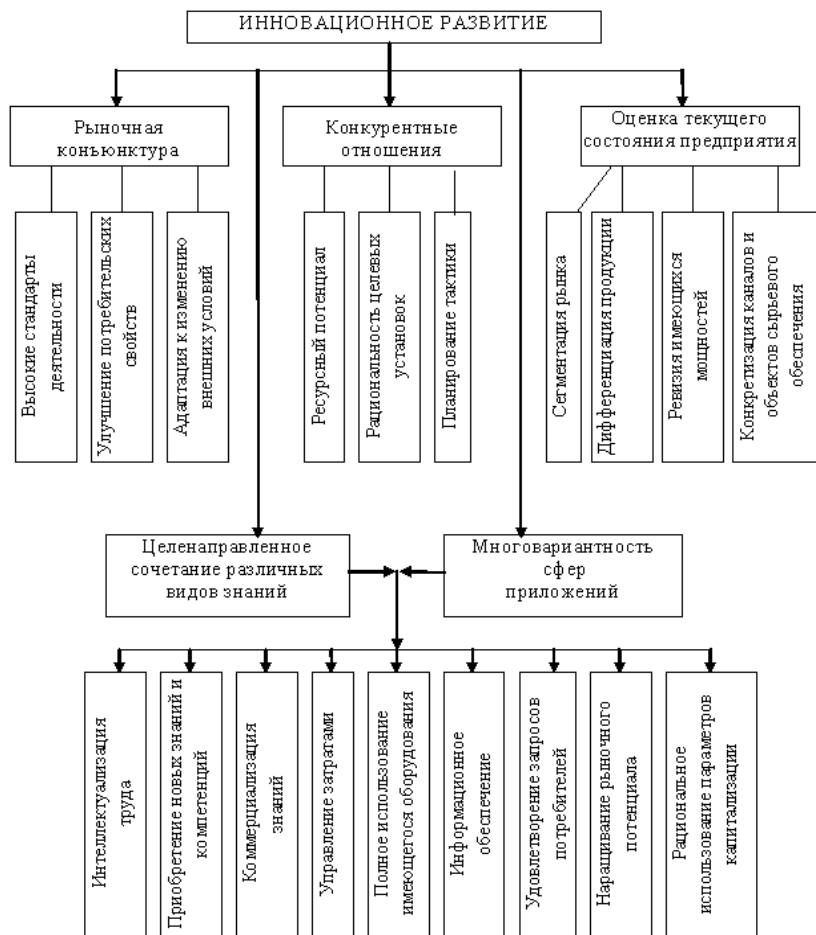 ИННОВАЦИОННОЕ РАЗВИТИЕ
Рыночная
конъюнктура
Конкурентные
отношения
Оценка текущего
состояния предприятия
Высокие стандарты
деятельности
Улучшение потребительских
свойств
Адаптация к изменению
внешних условий
Ресурсный потенциал
Рациональность целевых
установок
Планирование тактики
Сегментация рынка
Дифференциация продукции
Ревизия имеющихся
мощностей
Конкретизация каналов и
объектов сырьевого
обеспечения
Целенаправленное
сочетание различных
видов знаний
Многовариантность
сфер
приложений
Интеллектуализация
труда
Приобретение новых знаний и
компетенций
Коммерциализация
знаний
Управление затратами
Полное использование
имеющегося оборудования
Информационное
обеспечение
Удовлетворение запросов
потребителей
Наращивание рыночного
потенциала
Рациональное
использование параметров
капитализации